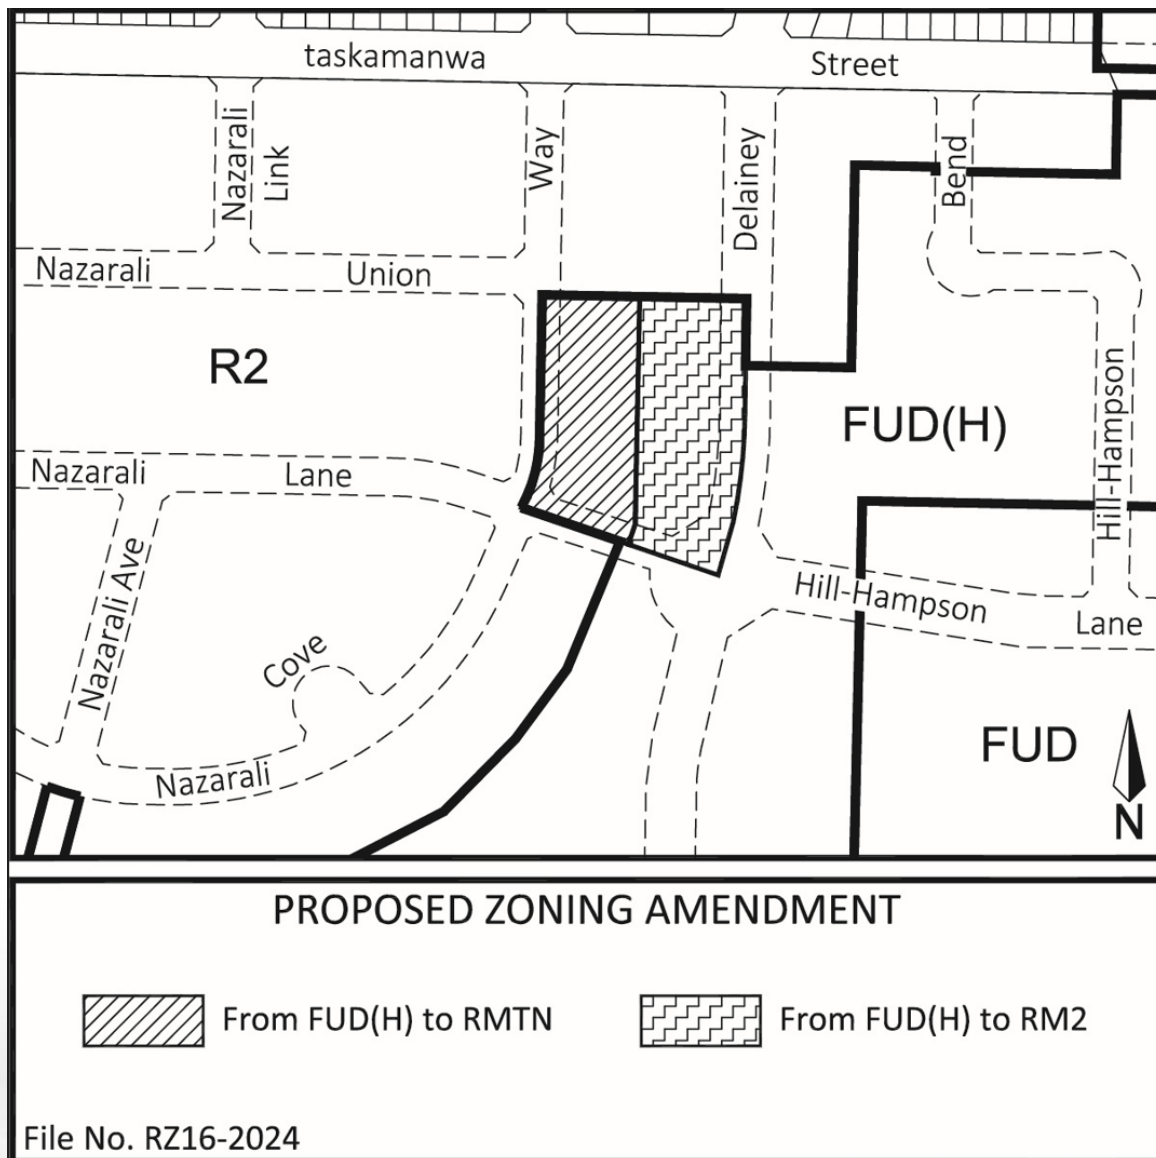 taskamanwa Street
Nazarali Link
Way
Delainey
Bend
Nazarali Union
R2
FUD(H)
Hill-Hampson
Nazarali Lane
Nazarali Ave
Cove
Hill-Hampson Lane
Nazarali
FUD
N
PROPOSED ZONING AMENDMENT
From FUD(H) to RMTN
From FUD(H) to RM2
File No. RZ16-2024